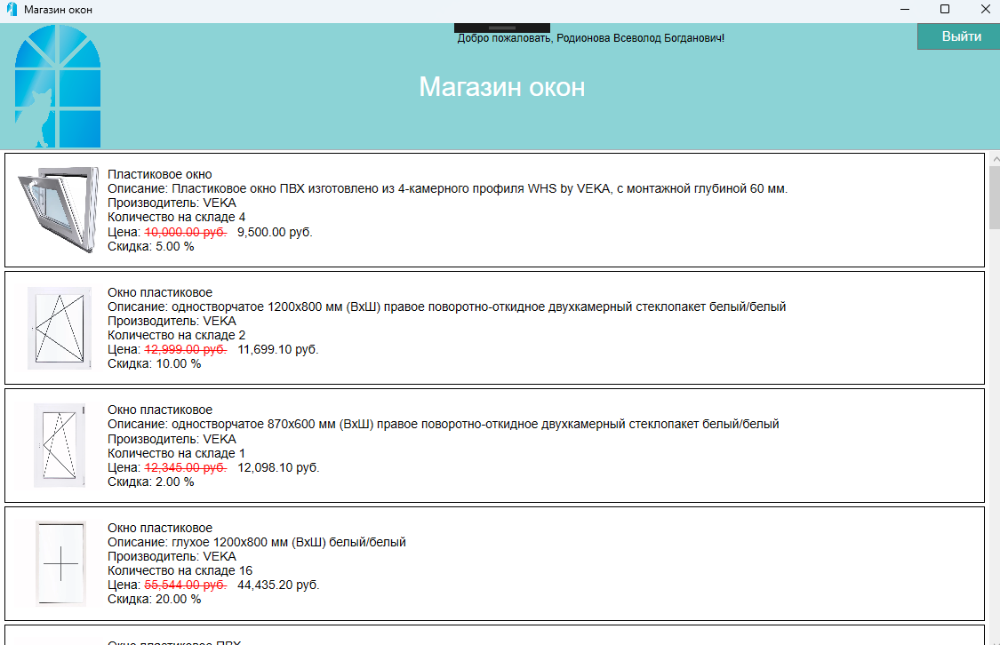 Магазин окон
Добро пожаловать, Родионова Всеволод Богданович!
Выйти
Магазин окон
Пластиковое окно
Описание: Пластиковое окно ПВХ изготовлено из 4-камерного профиля WHS by VEKA, с монтажной глубиной 60 мм.
Производитель: VEKA
Количество на складе 4
Цена: 10,000.00 руб. 9,500.00 руб.
Скидка: 5.00 %
Окно пластиковое
Описание: одностворчатое 1200х800 мм (ВхШ) правое поворотно-откидное двухкамерный стеклопакет белый/белый
Производитель: VEKA
Количество на складе 2
Цена: 12,999.00 руб. 11,699.10 руб.
Скидка: 10.00 %
Окно пластиковое
Описание: одностворчатое 870х600 мм (ВхШ) правое поворотно-откидное двухкамерный стеклопакет белый/белый
Производитель: VEKA
Количество на складе 1
Цена: 12,345.00 руб. 12,098.10 руб.
Скидка: 2.00 %
Окно пластиковое
Описание: глухое 1200х800 мм (ВхШ) белый/белый
Производитель: VEKA
Количество на складе 16
Цена: 55,544.00 руб. 44,435.20 руб.
Скидка: 20.00 %
Окно пластиковое ПВХ